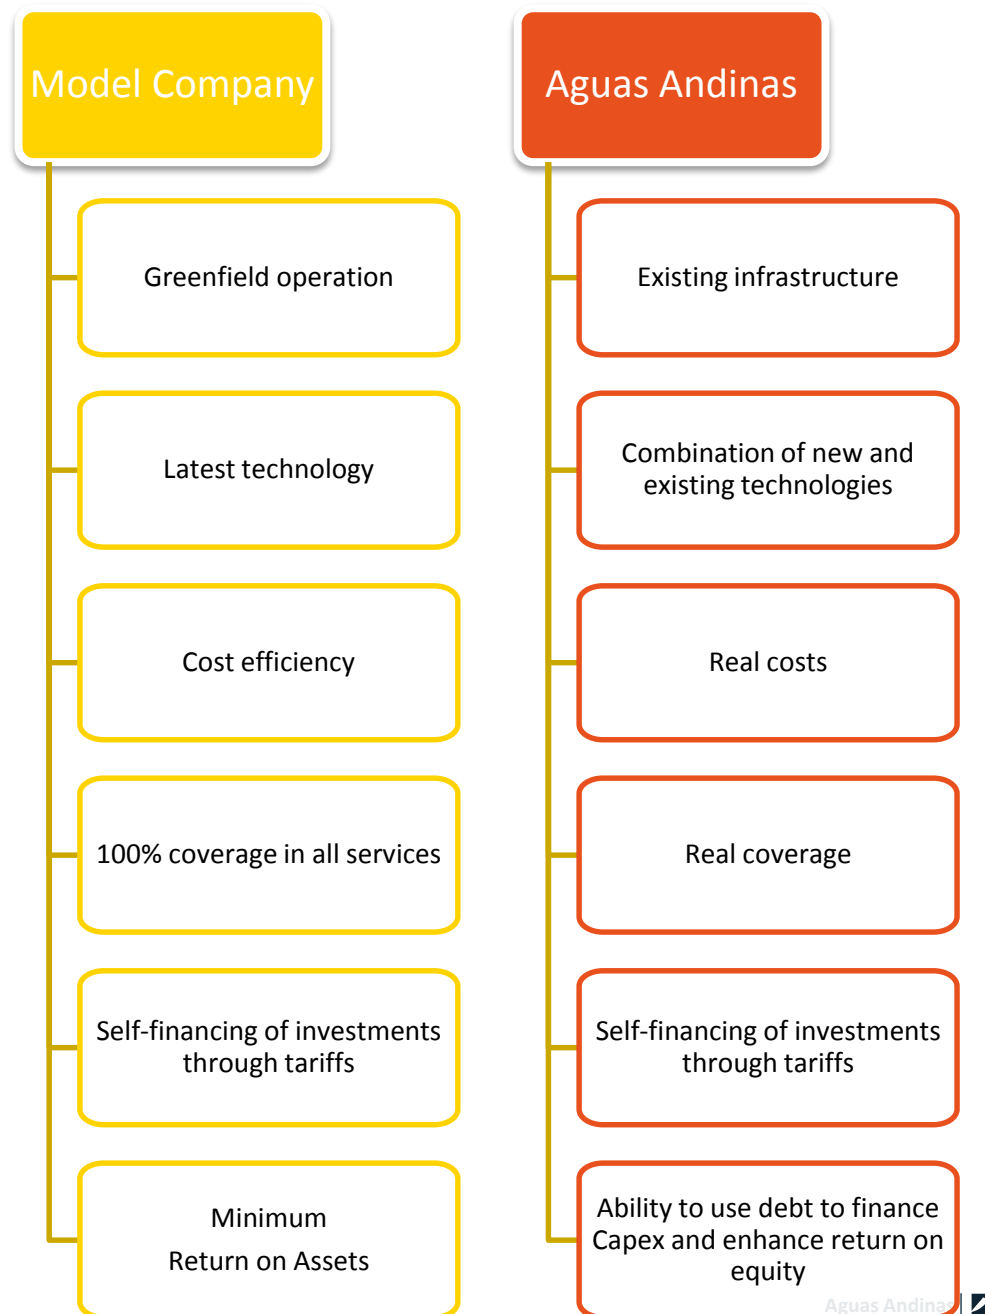 Model Company
Greenfield operation
Latest technology
Cost efficiency
100% coverage in all services
Self-financing of investments
through tariffs
Minimum
Return on Assets
Aguas Andinas
Existing infrastructure
Combination of new and
existing technologies
Real costs
Real coverage
Self-financing of investments
through tariffs
Ability to use debt to finance
Capex and enhance return on
equity
Aguas Andinas